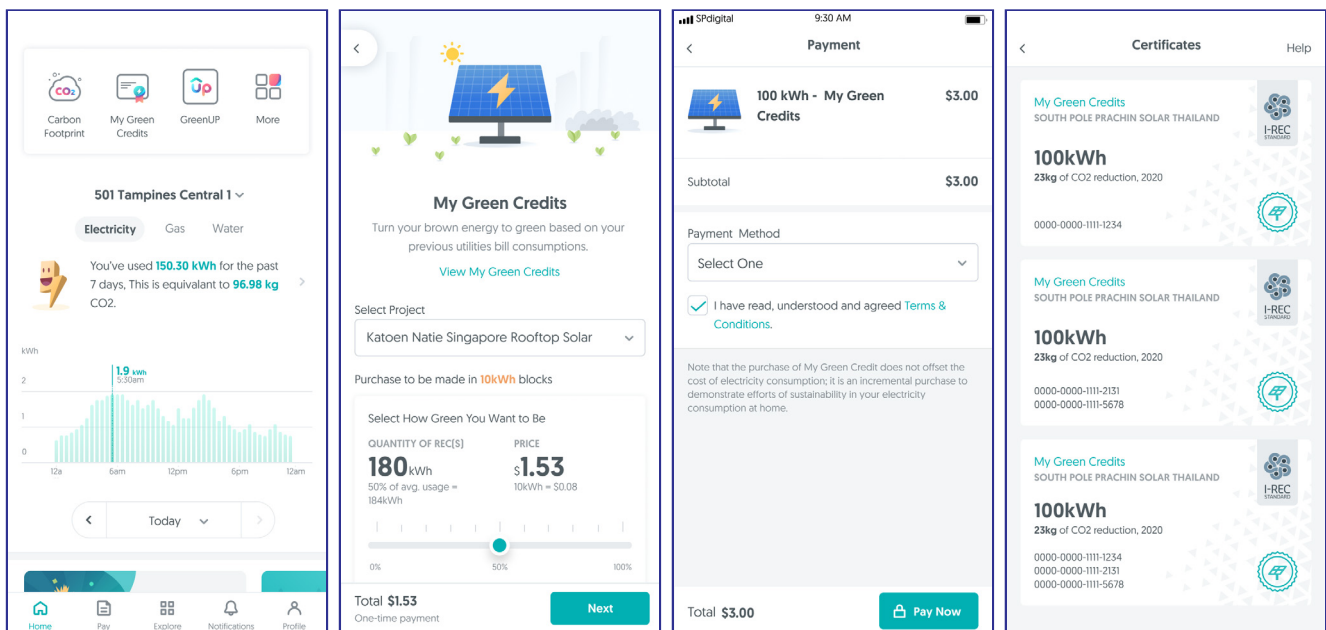 CO2
Up
Carbon
Footprint
My Green
Credits
GreenUP
More
501 Tampines Central 1
Electricity
Gas
Water
You've used 150.30 kWh for the past
7 days, This is equivalant to 96.98 kg
CO2.
kWh
1.9 kWh
5:30am
2
1
0
12a
6am
12pm
6pm
12am
Today
Home
Pay
Explore
Notifications
Profile
My Green Credits
Turn your brown energy to green based on your
previous utilities bill consumptions.
View My Green Credits
Select Project
Katoen Natie Singapore Rooftop Solar
Purchase to be made in 10kWh blocks
Select How Green You Want to Be
QUANTITY OF REC(S)
PRICE
180kWh
$1.53
50% of avg. usage =
184kWh
10kWh = $0.08
0%
50%
100%
Total $1.53
One-time payment
Next
SPdigital
9:30 AM
Payment
100 kWh - My Green
Credits
$3.00
Subtotal
$3.00
Payment Method
Select One
I have read, understood and agreed Terms &
Conditions.
Note that the purchase of My Green Credit does not offset the
cost of electricity consumption; it is an incremental purchase to
demonstrate efforts of sustainability in your electricity
consumption at home.
Total $3.00
Pay Now
Certificates
Help
My Green Credits
SOUTH POLE PRACHIN SOLAR THAILAND
I-REC
STANDARD
100kWh
23kg of CO2 reduction, 2020
0000-0000-1111-1234
My Green Credits
SOUTH POLE PRACHIN SOLAR THAILAND
I-REC
STANDARD
100kWh
23kg of CO2 reduction, 2020
0000-0000-1111-2131
0000-0000-1111-5678
My Green Credits
SOUTH POLE PRACHIN SOLAR THAILAND
I-REC
STANDARD
100kWh
23kg of CO2 reduction, 2020
0000-0000-1111-1234
0000-0000-1111-2131
0000-0000-1111-5678